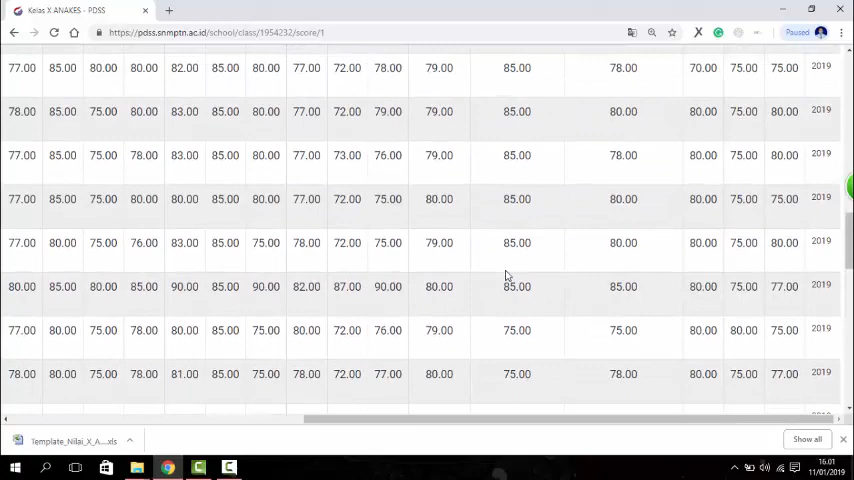 Kelas X ANAKES - PDSS
https://pdss.snmptn.ac.id/school/class/1954232/score/1
Paused
77.00 85.00 80.00 80.00 82.00 85.00 80.00 77.00 72.00 78.00 79.00 85.00 78.00 70.00 75.00 75.00 2019
78.00 85.00 75.00 80.00 83.00 85.00 80.00 77.00 72.00 79.00 79.00 85.00 80.00 80.00 75.00 80.00 2019
77.00 85.00 75.00 78.00 83.00 85.00 80.00 77.00 73.00 76.00 79.00 85.00 78.00 80.00 75.00 80.00 2019
77.00 85.00 75.00 80.00 80.00 85.00 80.00 77.00 72.00 75.00 80.00 85.00 80.00 80.00 75.00 75.00 2019
77.00 80.00 75.00 76.00 83.00 85.00 75.00 78.00 72.00 75.00 79.00 85.00 80.00 80.00 75.00 80.00 2019
80.00 85.00 80.00 85.00 90.00 85.00 90.00 82.00 87.00 90.00 80.00 85.00 85.00 80.00 75.00 77.00 2019
77.00 80.00 75.00 78.00 80.00 85.00 75.00 80.00 72.00 76.00 79.00 75.00 75.00 80.00 80.00 75.00 2019
78.00 80.00 75.00 78.00 81.00 85.00 75.00 78.00 72.00 77.00 80.00 75.00 78.00 80.00 75.00 77.00 2019
Template_Nilai_X_A....xls
Show all
16.01
11/01/2019